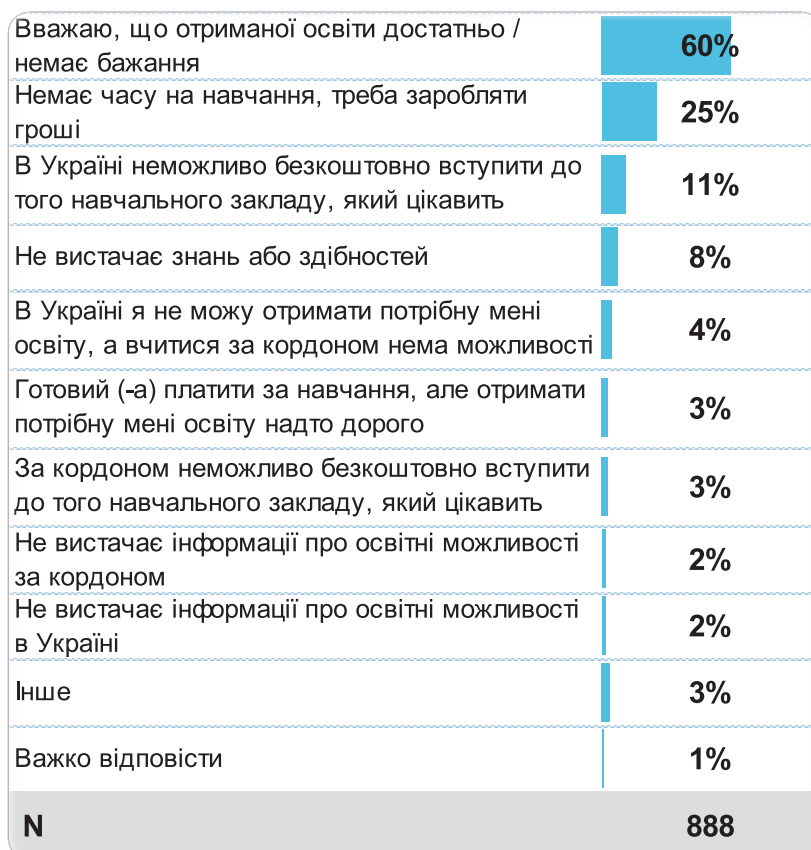 Вважаю, що отриманої освіти достатньо /
немає бажання
60%
Немає часу на навчання, треба заробляти
гроші
25%
В Україні неможливо безкоштовно вступити до
того навчального закладу, який цікавить
11%
Не вистачає знань або здібностей
8%
В Україні я не можу отримати потрібну мені
освіту, а вчитися за кордоном нема можливості
4%
Готовий (-а) платити за навчання, але отримати
потрібну мені освіту надто дорого
3%
За кордоном неможливо безкоштовно вступити
до того навчального закладу, який цікавить
3%
Не вистачає інформації про освітні можливості
за кордоном
2%
Не вистачає інформації про освітні можливості
в Україні
2%
Інше
3%
Важко відповісти
1%
N
888